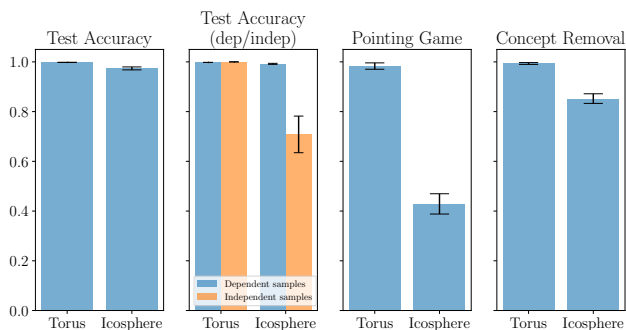 Test Accuracy
Test Accuracy
(dep/indep)
Pointing Game
Concept Removal
1.0
0.8
0.6
0.4
0.2
0.0
Dependent samples
Independent samples
Torus Icosphere
Torus Icosphere
Torus Icosphere
Torus Icosphere